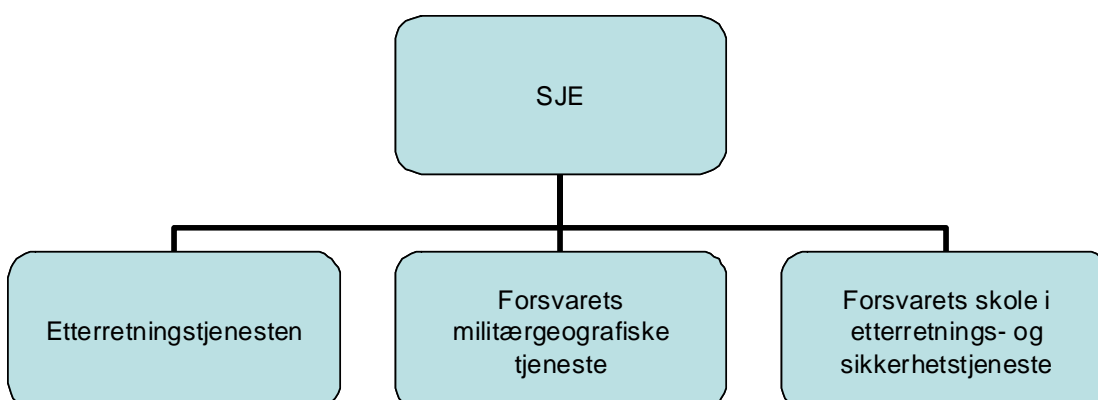 SJE
Etterretningstjenesten
Forsvarets
militærgeografiske
tjeneste
Forsvarets skole i
etterretnings- og
sikkerhetstjeneste